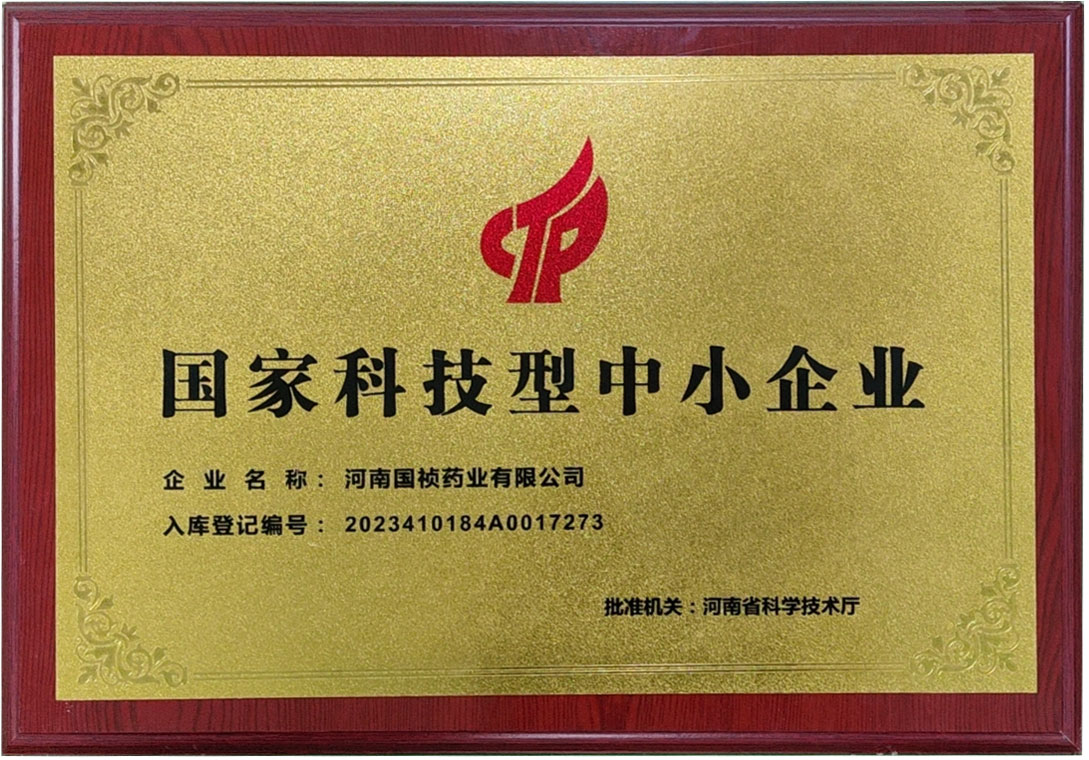 CTP
国家科技型中小企业
企业名称：河南国祯药业有限公司
入库登记编号：2023410184A0017273
批准机关：河南省科学技术厅